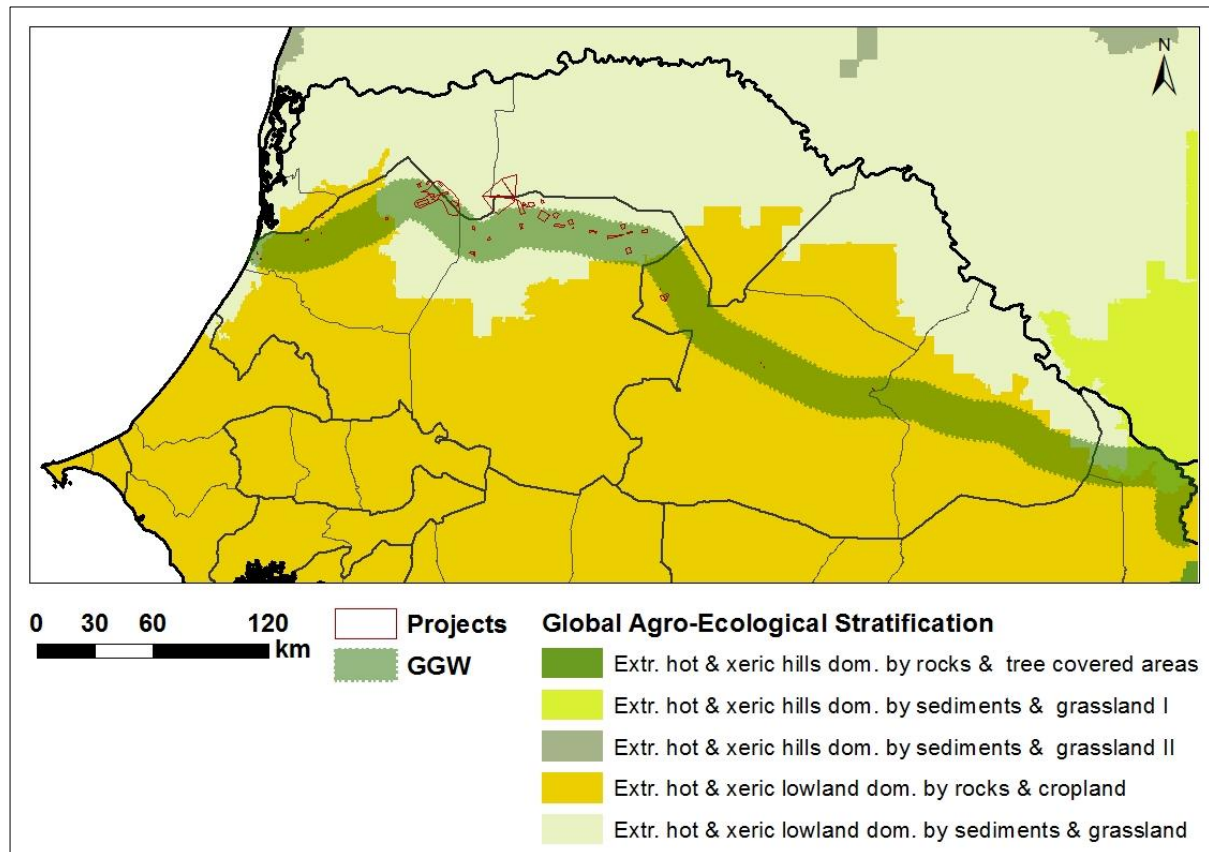 N
0 30 60 120
km
Projects
GGW
Global Agro-Ecological Stratification
Extr. hot & xeric hills dom. by rocks & tree covered areas
Extr. hot & xeric hills dom. by sediments & grassland I
Extr. hot & xeric hills dom. by sediments & grassland II
Extr. hot & xeric lowland dom. by rocks & cropland
Extr. hot & xeric lowland dom. by sediments & grassland